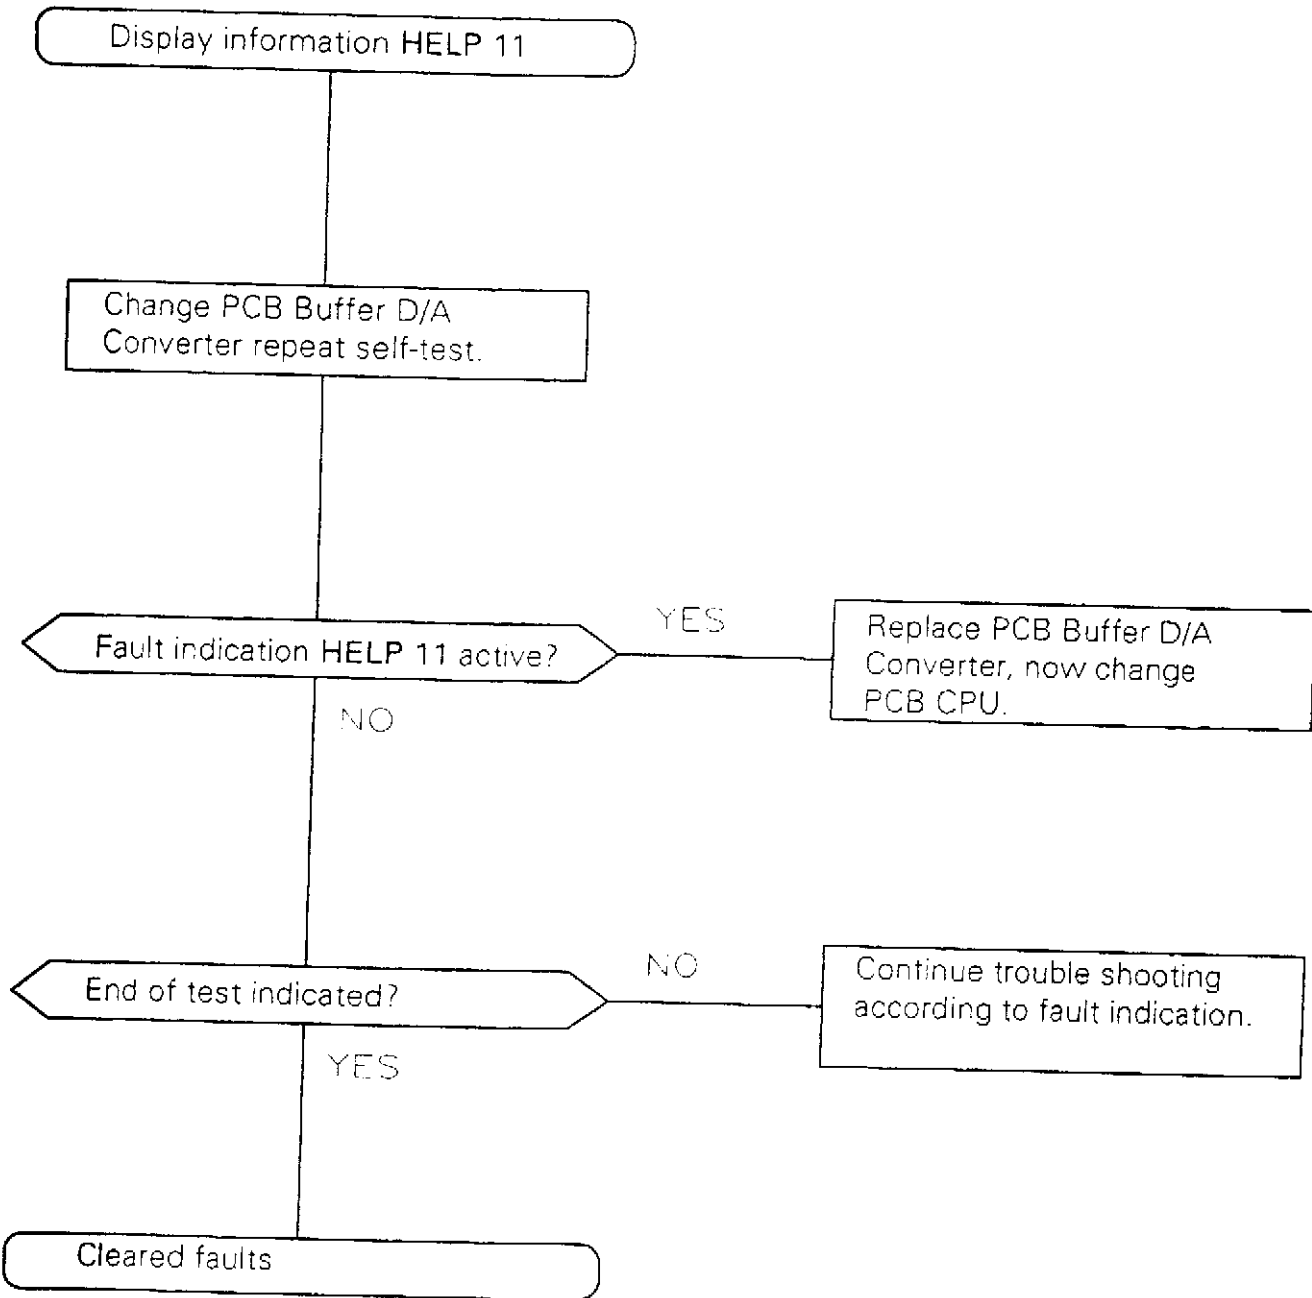 Display information HELP 11
Change PCB Buffer D/A
Converter repeat self-test.
Fault indication HELP 11 active?
YES
Replace PCB Buffer D/A
Converter, now change
PCB CPU.
NO
End of test indicated?
NO
Continue trouble shooting
according to fault indication.
YES
Cleared faults